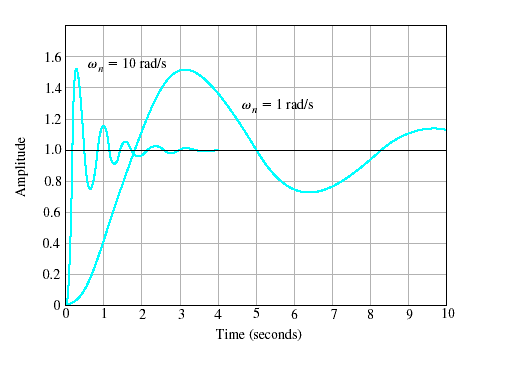 ωn = 10 rad/s
ωn = 1 rad/s
Amplitude
1.6
1.4
1.2
1.0
0.8
0.6
0.4
0.2
0
0 1 2 3 4 5 6 7 8 9 10
Time (seconds)